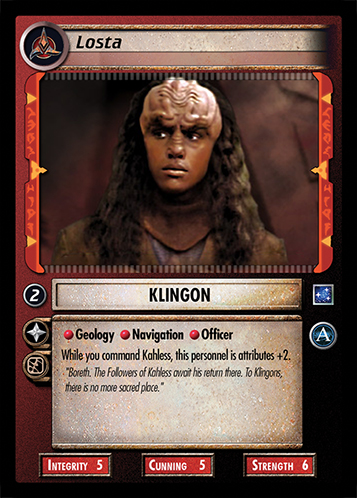 Losta
2
KLINGON
Geology Navigation Officer
A
While you command Kahless, this personnel is attributes +2.
"Boreth. The Followers of Kahless await his return there. To Klingons,
there is no more sacred place."
INTEGRITY 5 CUNNING 5 STRENGTH 6